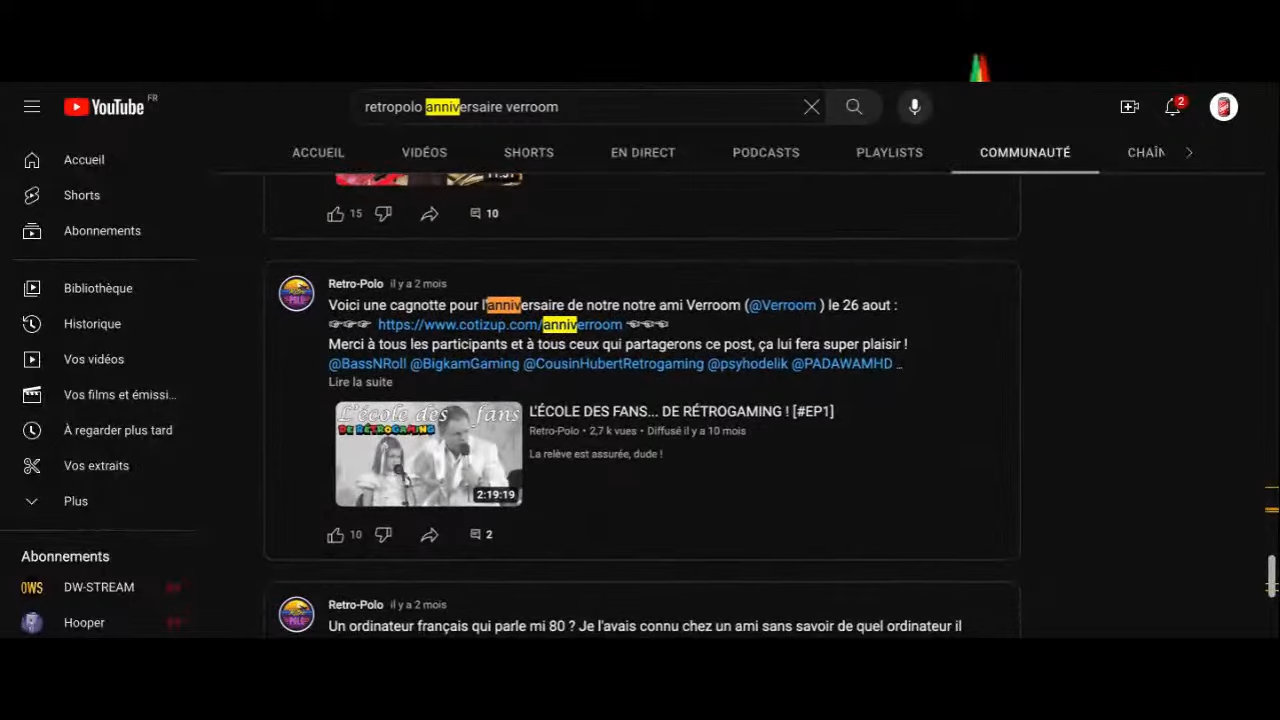 YouTube FR
retropolo anniversaire verroom
2
ACCUEIL VIDÉOS SHORTS EN DIRECT PODCASTS PLAYLISTS COMMUNAUTÉ CHAÎN
Accueil
Shorts
Abonnements
Bibliothèque
Historique
Vos vidéos
Vos films et émissi...
À regarder plus tard
Vos extraits
Plus
Abonnements
DWS DW-STREAM
Hooper
11:31
15 10
Retro-Polo il y a 2 mois
Voici une cagnotte pour l'anniversaire de notre notre ami Verroom (@Verroom ) le 26 aout :
👉👉👉 https://www.cotizup.com/anniverroom 👈👈👈
Merci à tous les participants et à tous ceux qui partagerons ce post, ça lui fera super plaisir !
@BassNRoll @BigkamGaming @CousinHubertRetrogaming @psyhodelik @PADAWAMHD ...
Lire la suite
L'école des fans
DE RÉTROGAMING
2:19:19
L'ÉCOLE DES FANS... DE RÉTROGAMING ! [#EP1]
Retro-Polo • 2,7 k vues • Diffusé il y a 10 mois
La relève est assurée, dude !
10 2
Retro-Polo il y a 2 mois
Un ordinateur français qui parle mi 80 ? Je l'avais connu chez un ami sans savoir de quel ordinateur il